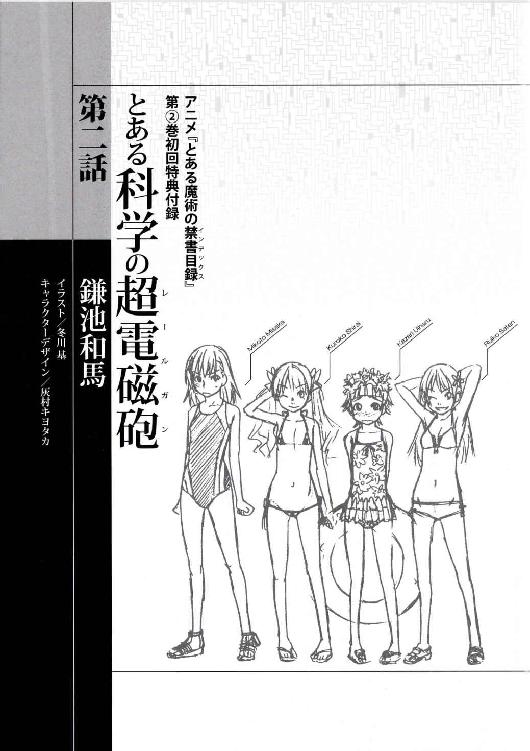 アニメ『とある魔術の禁書目録』
インデックス
第②巻初回特典付録
とある科学の超電磁砲
レールガン
第二話
鎌池和馬
イラスト／冬川 基
キャラクターデザイン／灰村キヨタカ
Mikoto Misaka
Kuroko Shirai
Kazari Uiharu
Ruiko Saten